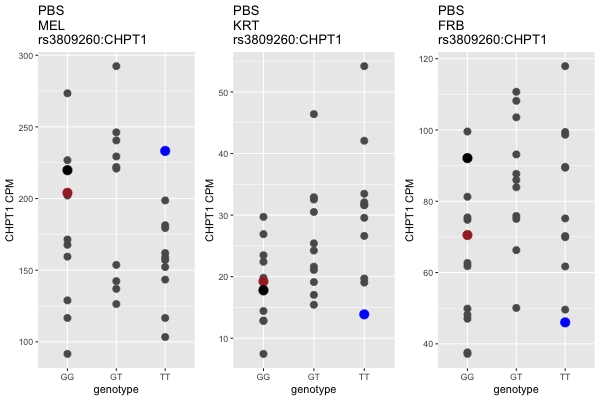 PBS
MEL
rs3809260:CHPT1
300
250
200
150
100
CHPT1 CPM
GG GT TT
genotype
PBS
KRT
rs3809260:CHPT1
50
40
30
20
10
CHPT1 CPM
GG GT TT
genotype
PBS
FRB
rs3809260:CHPT1
120
100
80
60
40
CHPT1 CPM
GG GT TT
genotype